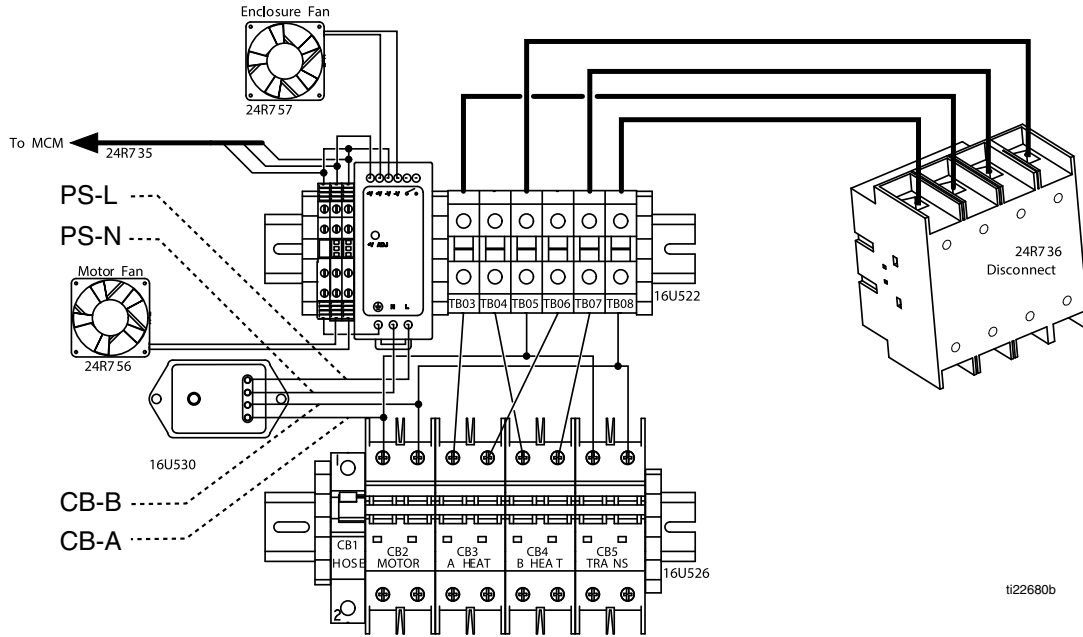 Enclosure Fan
24R757
To MCM
24R735
PS-L
PS-N
Motor Fan
24R756
+V +V +V +V
+V ADJ
N L
TB03 TB04 TB05 TB06 TB07 TB08
16U522
24R736
Disconnect
16U530
CB-B
CB-A
1
CB1
HOSE
2
CB2
MOTOR
CB3
A HEAT
CB4
B HEAT
CB5
TRANS
16U526
ti22680b